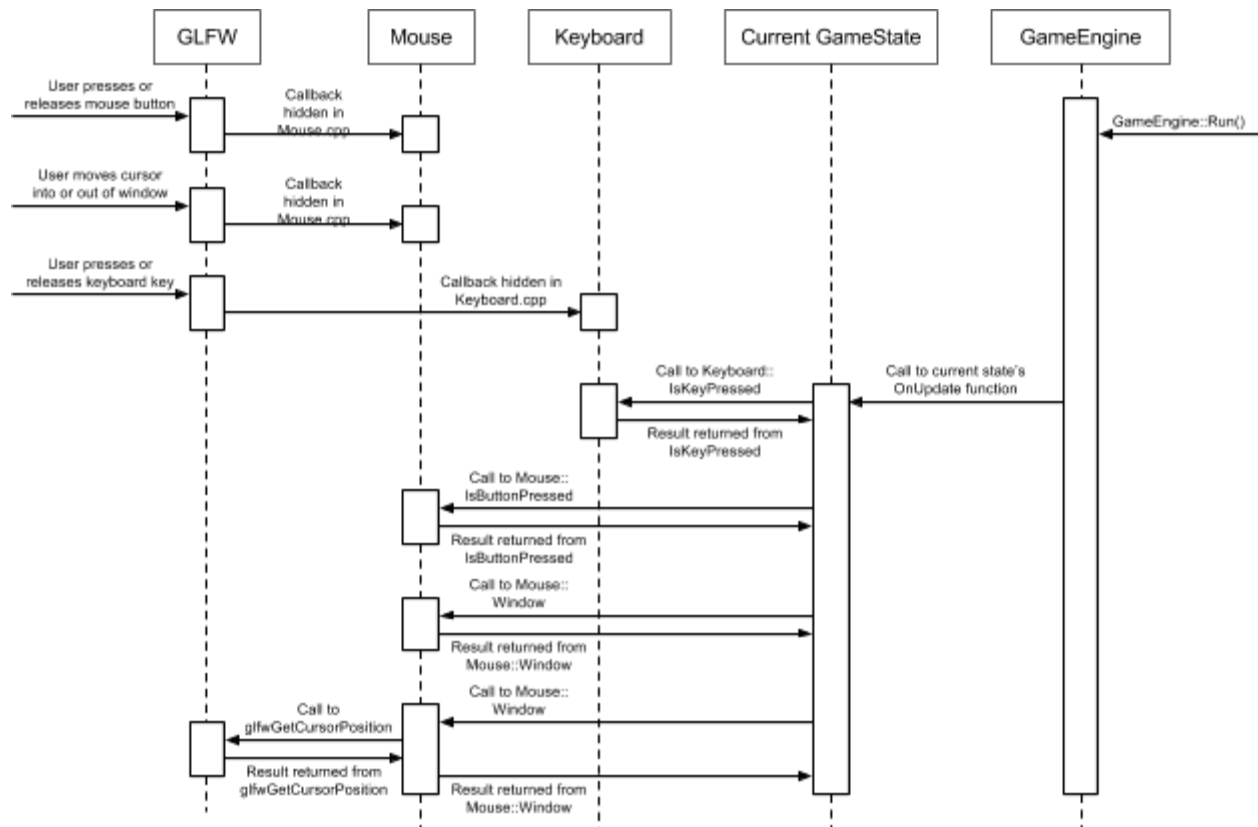 GLFW
Mouse
Keyboard
Current GameState
GameEngine
User presses or
releases mouse button
Callback
hidden in
Mouse.cpp
GameEngine::Run()
User moves cursor
into or out of window
Callback
hidden in
Mouse.cpp
User presses or
releases keyboard key
Callback hidden in
Keyboard.cpp
Call to Keyboard::
IsKeyPressed
Call to current state's
OnUpdate function
Result returned from
IsKeyPressed
Call to Mouse::
IsButtonPressed
Result returned from
IsButtonPressed
Call to Mouse::
Window
Result returned from
Mouse::Window
Call to Mouse::
Window
Call to
glfwGetCursorPosition
Result returned from
glfwGetCursorPosition
Result returned from
Mouse::Window